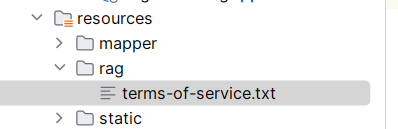 resources
mapper
rag
terms-of-service.txt
static